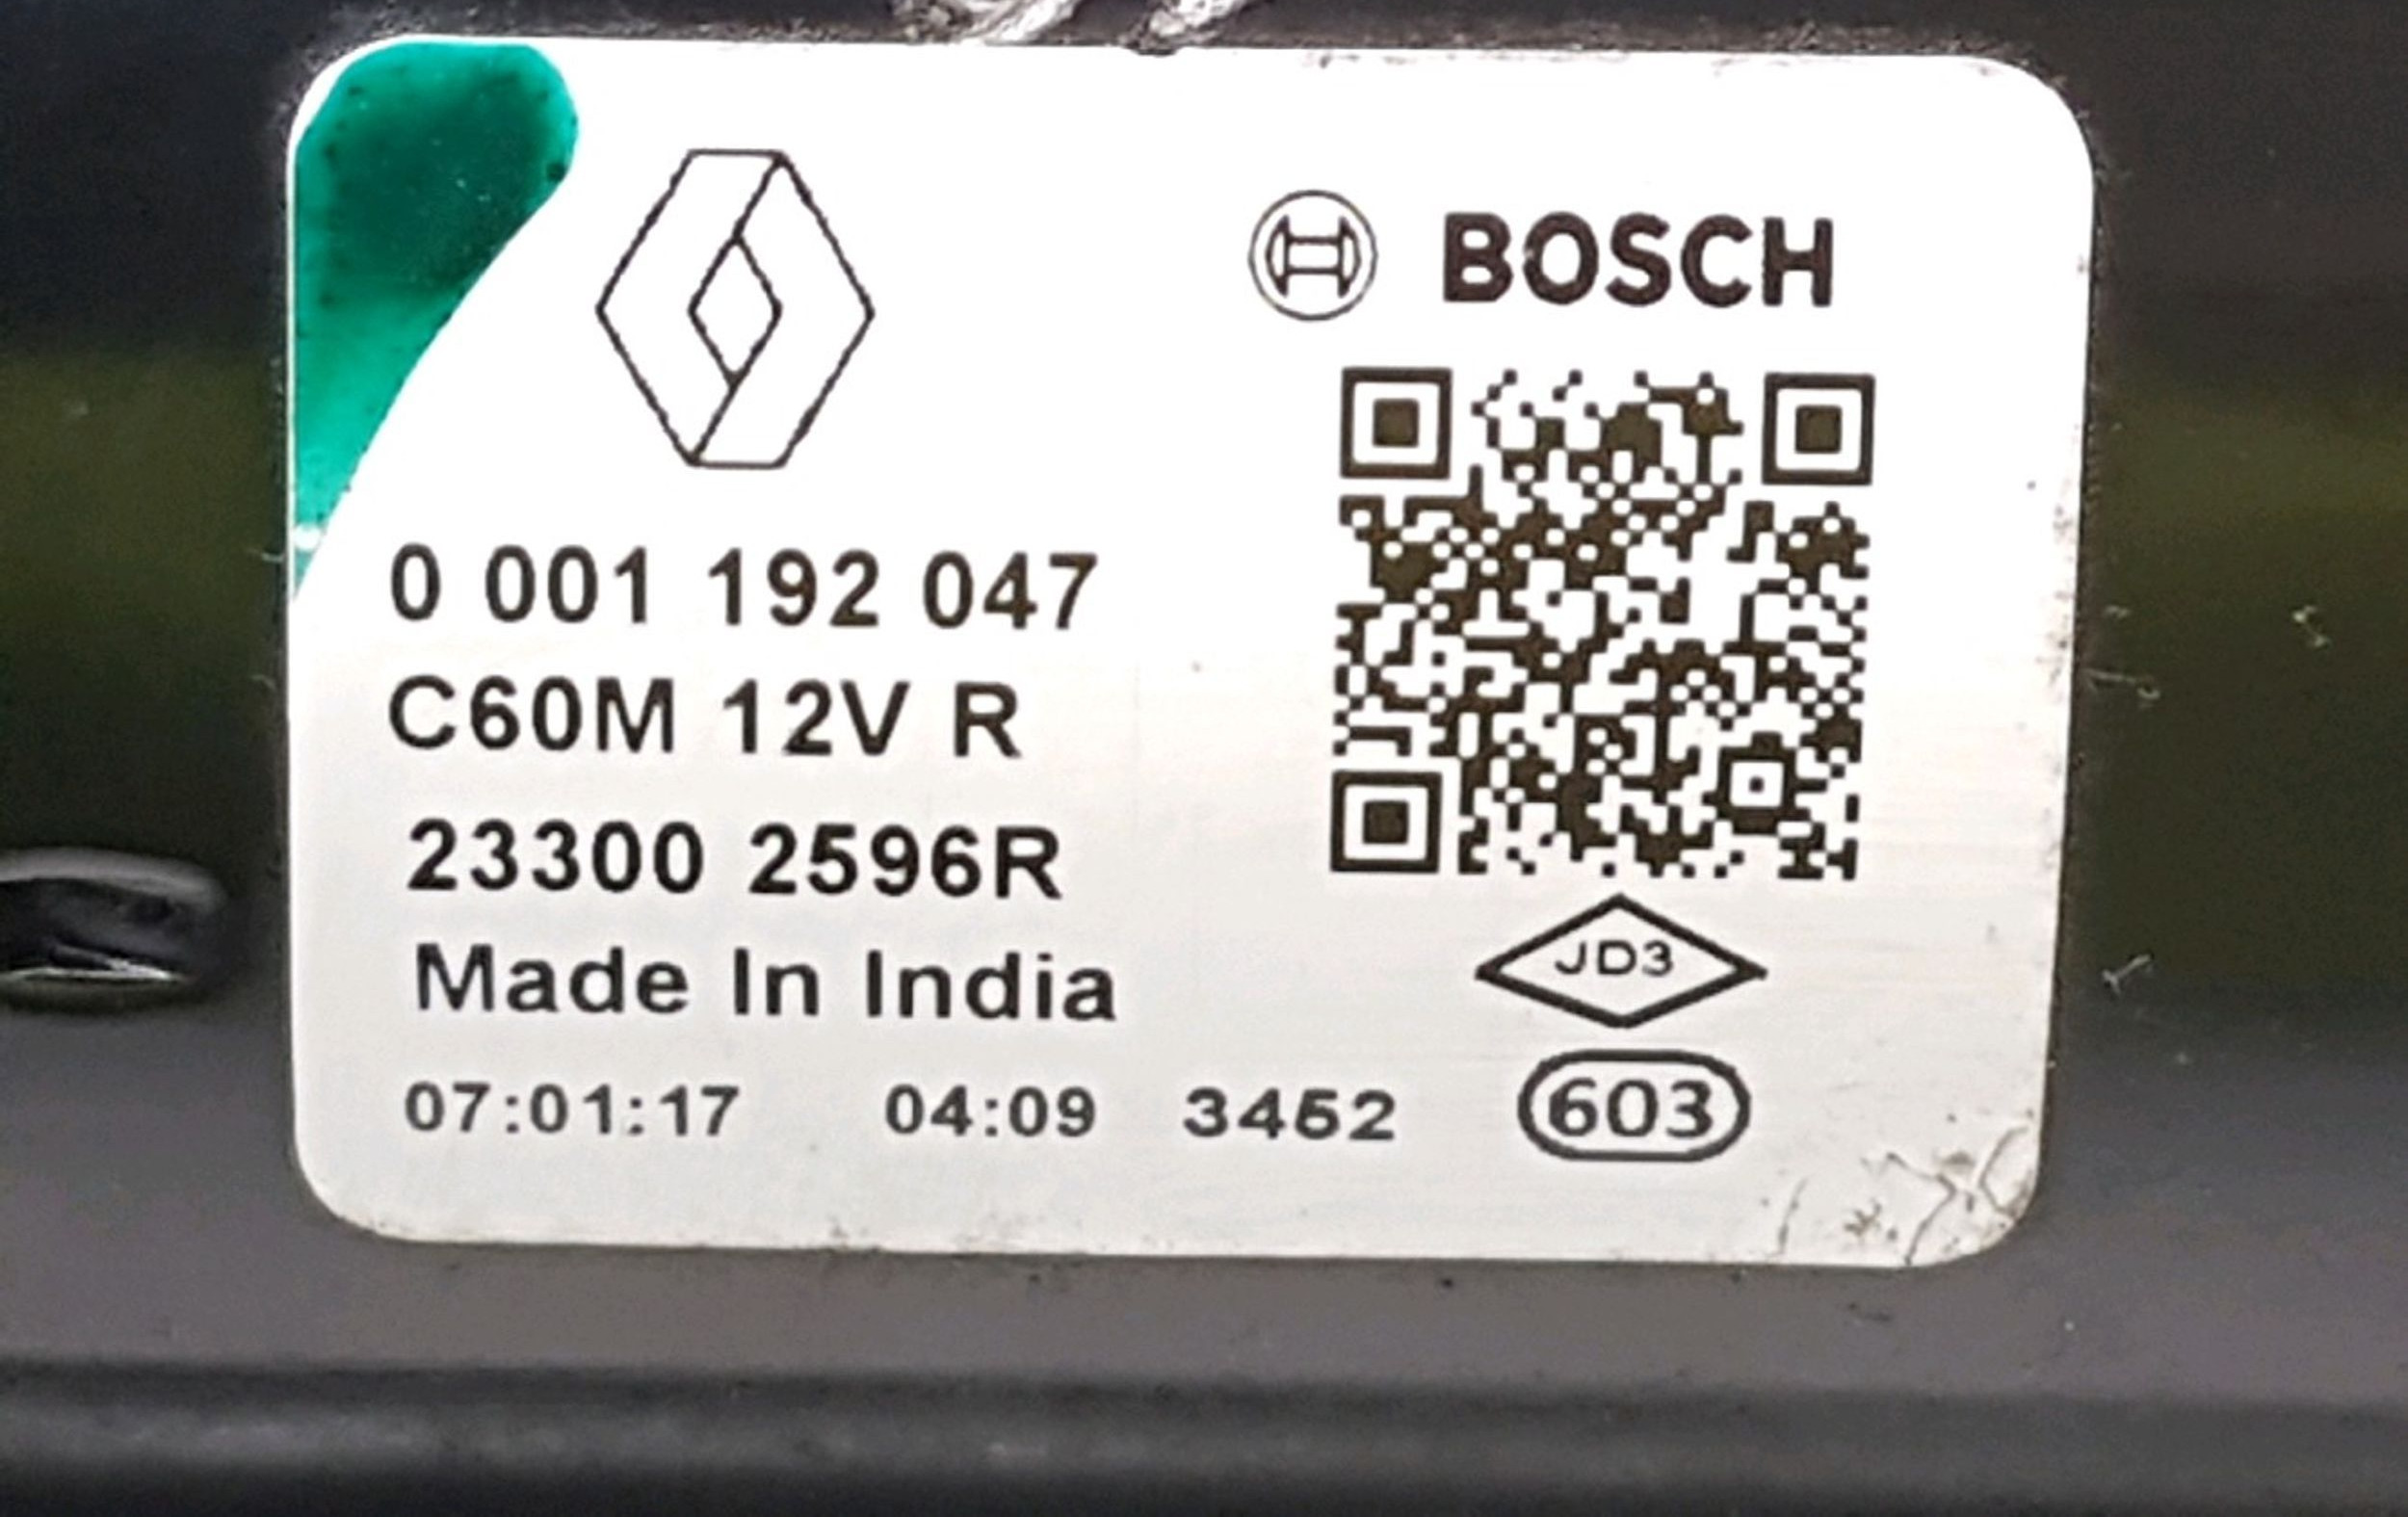 BOSCH
0 001 192 047
C60M 12V R
23300 2596R
Made In India
JD3
07:01:17 04:09 3452
603